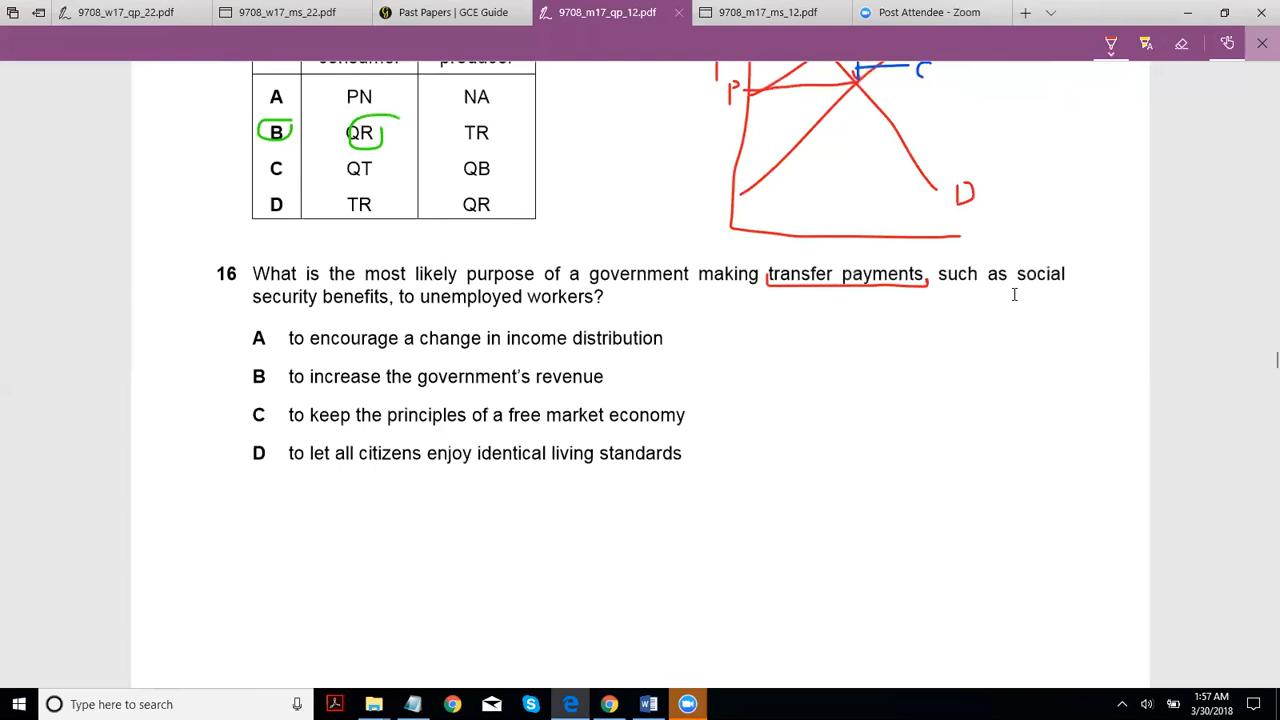 9708_w17_qp_22.pdf 9708_w17_ms_22.pdf Past Papers | GCE Guide 9708_m17_qp_12.pdf 9708_m17_ms_12.pdf Post Attendee - Zoom
A PN NA
B QR TR
C QT QB
D TR QR
P
C
D
16 What is the most likely purpose of a government making transfer payments, such as social
security benefits, to unemployed workers?
A to encourage a change in income distribution
B to increase the government's revenue
C to keep the principles of a free market economy
D to let all citizens enjoy identical living standards
Type here to search
1:57 AM
3/30/2018